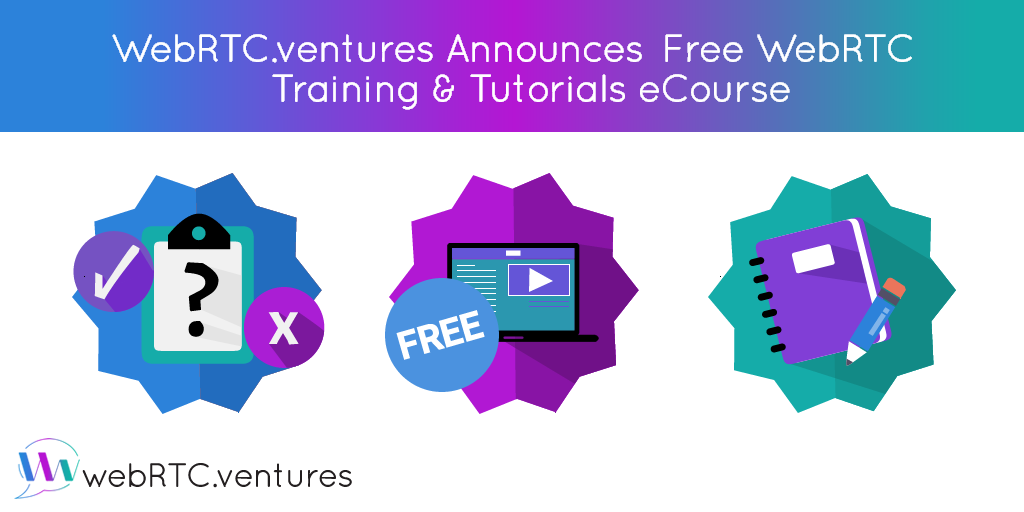 WebRTC.ventures Announces Free WebRTC
Training & Tutorials eCourse
?
X
FREE
webRTC.ventures